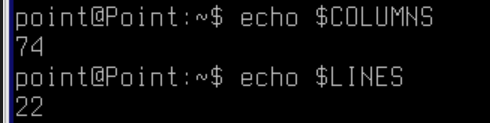 point@Point:~$ echo $COLUMNS
74
point@Point:~$ echo $LINES
22